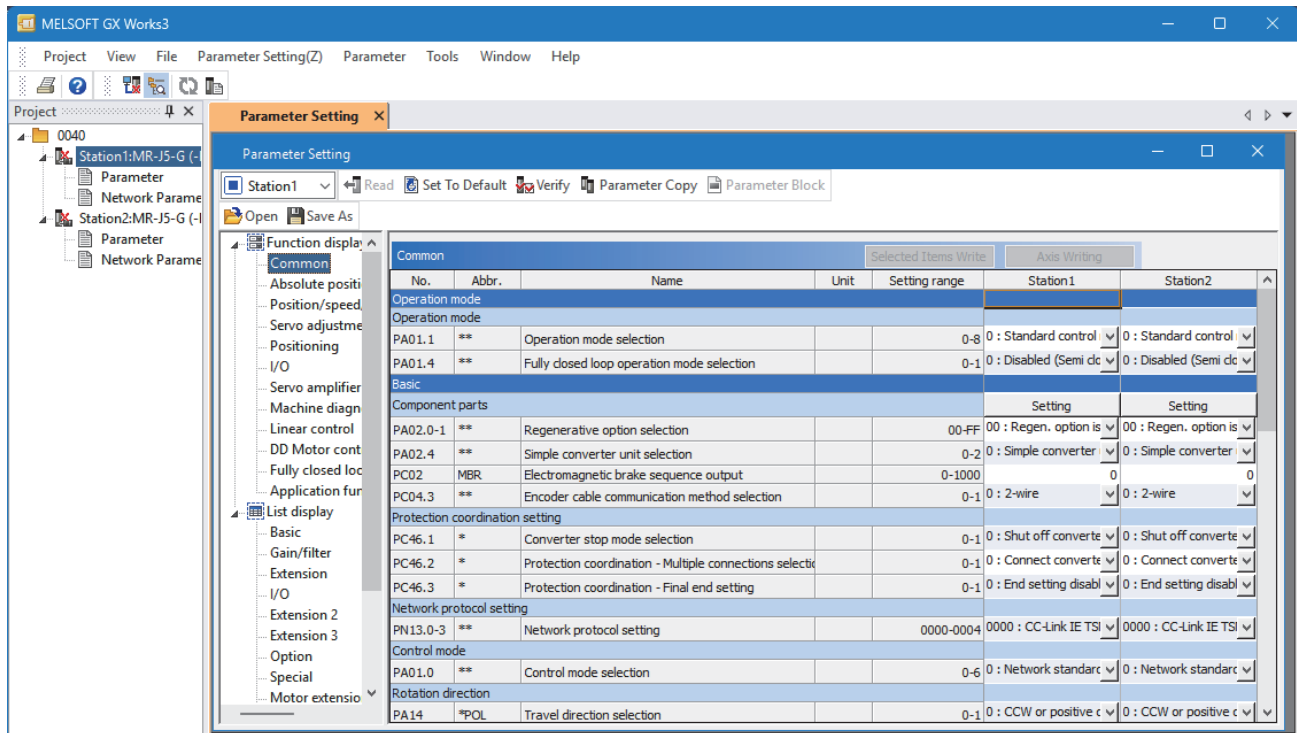 MELSOFT GX Works3
Project View File Parameter Setting(Z) Parameter Tools Window Help
Project
0040
Station1:MR-J5-G (-
Parameter
Network Parame
Station2:MR-J5-G (-
Parameter
Network Parame
Parameter Setting
Parameter Setting
Station1 Read Set To Default Verify Parameter Copy Parameter Block
Open Save As
Function display
Common
Absolute positi
Position/speed,
Servo adjustme
Positioning
I/O
Servo amplifier
Machine diagn
Linear control
DD Motor cont
Fully closed loc
Application fun
List display
Basic
Gain/filter
Extension
I/O
Extension 2
Extension 3
Option
Special
Motor extensio
Common Selected Items Write Axis Writing
No. Abbr. Name Unit Setting range Station1 Station2
Operation mode
Operation mode
PA01.1 ** Operation mode selection 0-8 0 : Standard control 0 : Standard control
PA01.4 ** Fully closed loop operation mode selection 0-1 0 : Disabled (Semi clc 0 : Disabled (Semi clc
Basic
Component parts Setting Setting
PA02.0-1 ** Regenerative option selection 00-FF 00 : Regen. option is 00 : Regen. option is
PA02.4 ** Simple converter unit selection 0-2 0 : Simple converter 0 : Simple converter
PC02 MBR Electromagnetic brake sequence output 0-1000 0 0
PC04.3 ** Encoder cable communication method selection 0-1 0 : 2-wire 0 : 2-wire
Protection coordination setting
PC46.1 * Converter stop mode selection 0-1 0 : Shut off converte 0 : Shut off converte
PC46.2 * Protection coordination - Multiple connections selectio 0-1 0 : Connect converte 0 : Connect converte
PC46.3 * Protection coordination - Final end setting 0-1 0 : End setting disabl 0 : End setting disabl
Network protocol setting
PN13.0-3 ** Network protocol setting 0000-0004 0000 : CC-Link IE TSI 0000 : CC-Link IE TSI
Control mode
PA01.0 ** Control mode selection 0-6 0 : Network standarc 0 : Network standarc
Rotation direction
PA14 *POL Travel direction selection 0-1 0 : CCW or positive c 0 : CCW or positive c